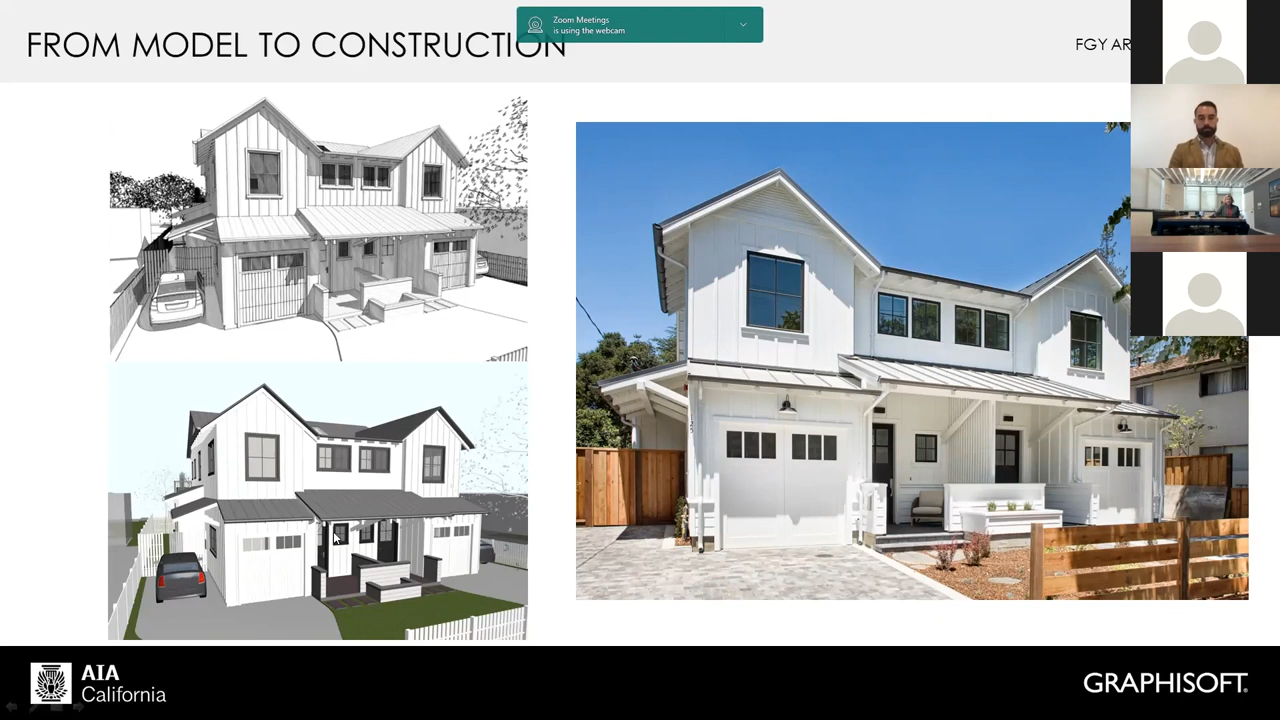 Zoom Meetings
is using the webcam
FROM MODEL TO CONSTRUCTION
FGY AR
AIA
California
GRAPHISOFT.